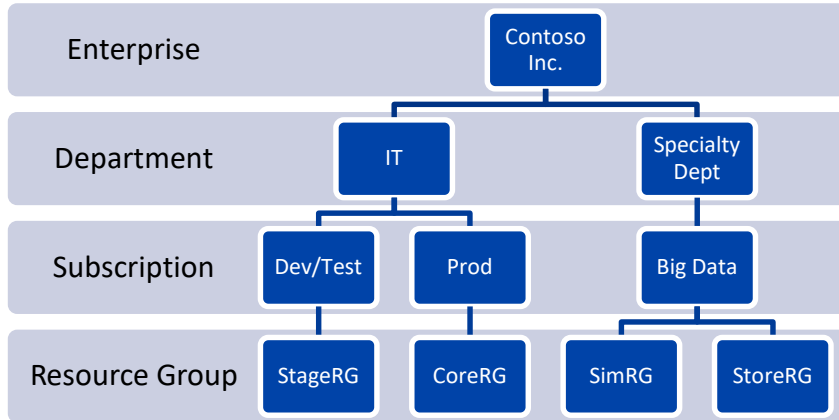 Enterprise
Contoso
Inc.
Department
IT
Specialty
Dept
Subscription
Dev/Test
Prod
Big Data
Resource Group
StageRG
CoreRG
SimRG
StoreRG